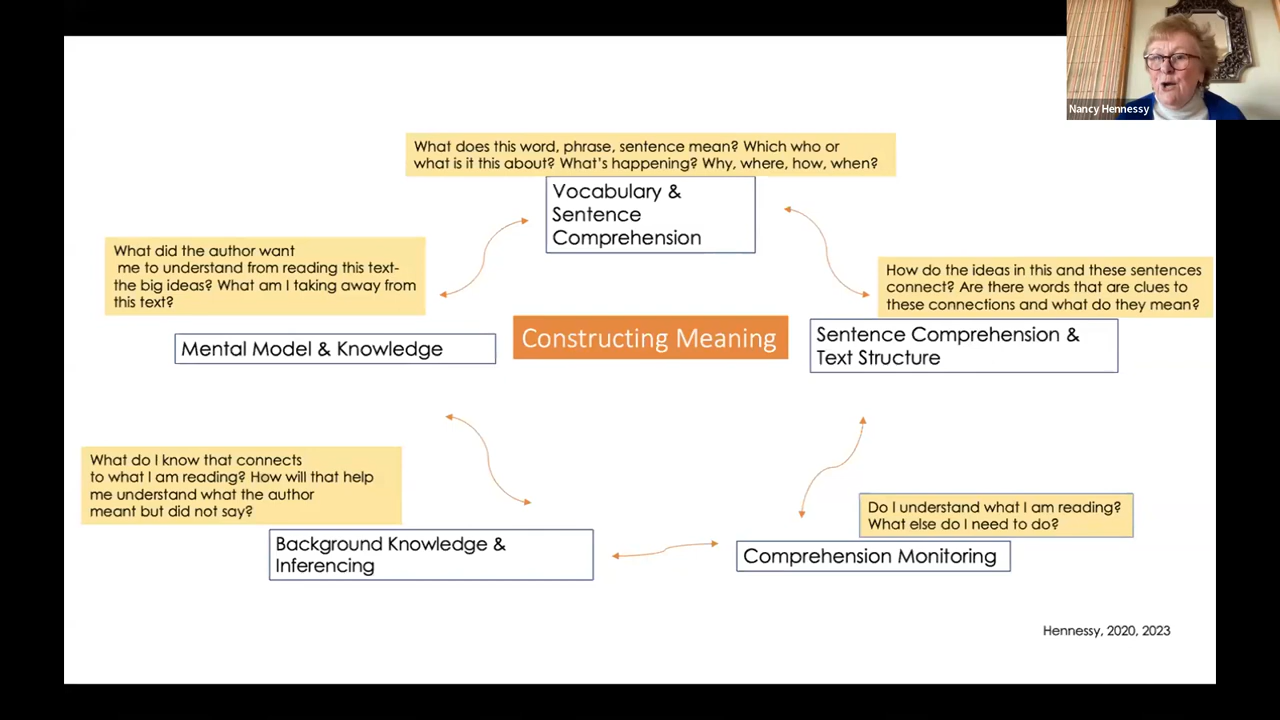 Nancy Hennessy
What does this word, phrase, sentence mean? Which who or
what is it this about? What's happening? Why, where, how, when?
Vocabulary &
Sentence
Comprehension
What did the author want
me to understand from reading this text-
the big ideas? What am I taking away from
this text?
Mental Model & Knowledge
Constructing Meaning
How do the ideas in this and these sentences
connect? Are there words that are clues to
these connections and what do they mean?
Sentence Comprehension &
Text Structure
What do I know that connects
to what I am reading? How will that help
me understand what the author
meant but did not say?
Background Knowledge &
Inferencing
Do I understand what I am reading?
What else do I need to do?
Comprehension Monitoring
Hennessy, 2020, 2023